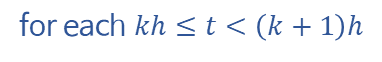 for each kh ≤ t < (k + 1)h